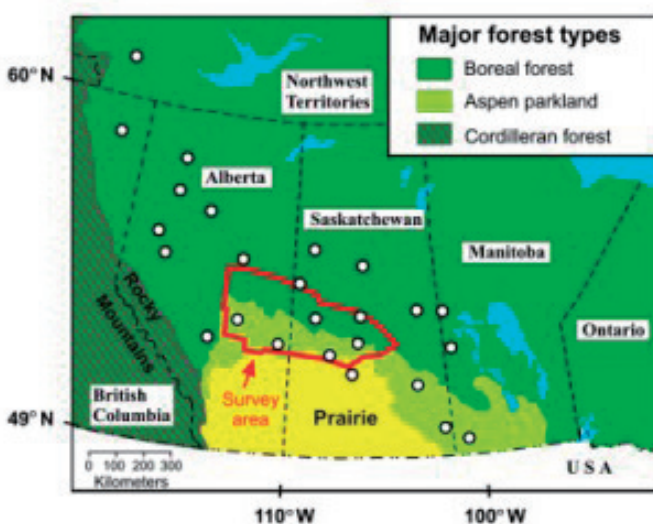 Major forest types
Boreal forest
Aspen parkland
Cordilleran forest
60°N
Northwest
Territories
Alberta
Saskatchewan
Manitoba
Ontario
Rocky
Mountains
British
Columbia
Survey
area
Prairie
49°N
0 100 200 300
Kilometers
USA
110°W
100°W